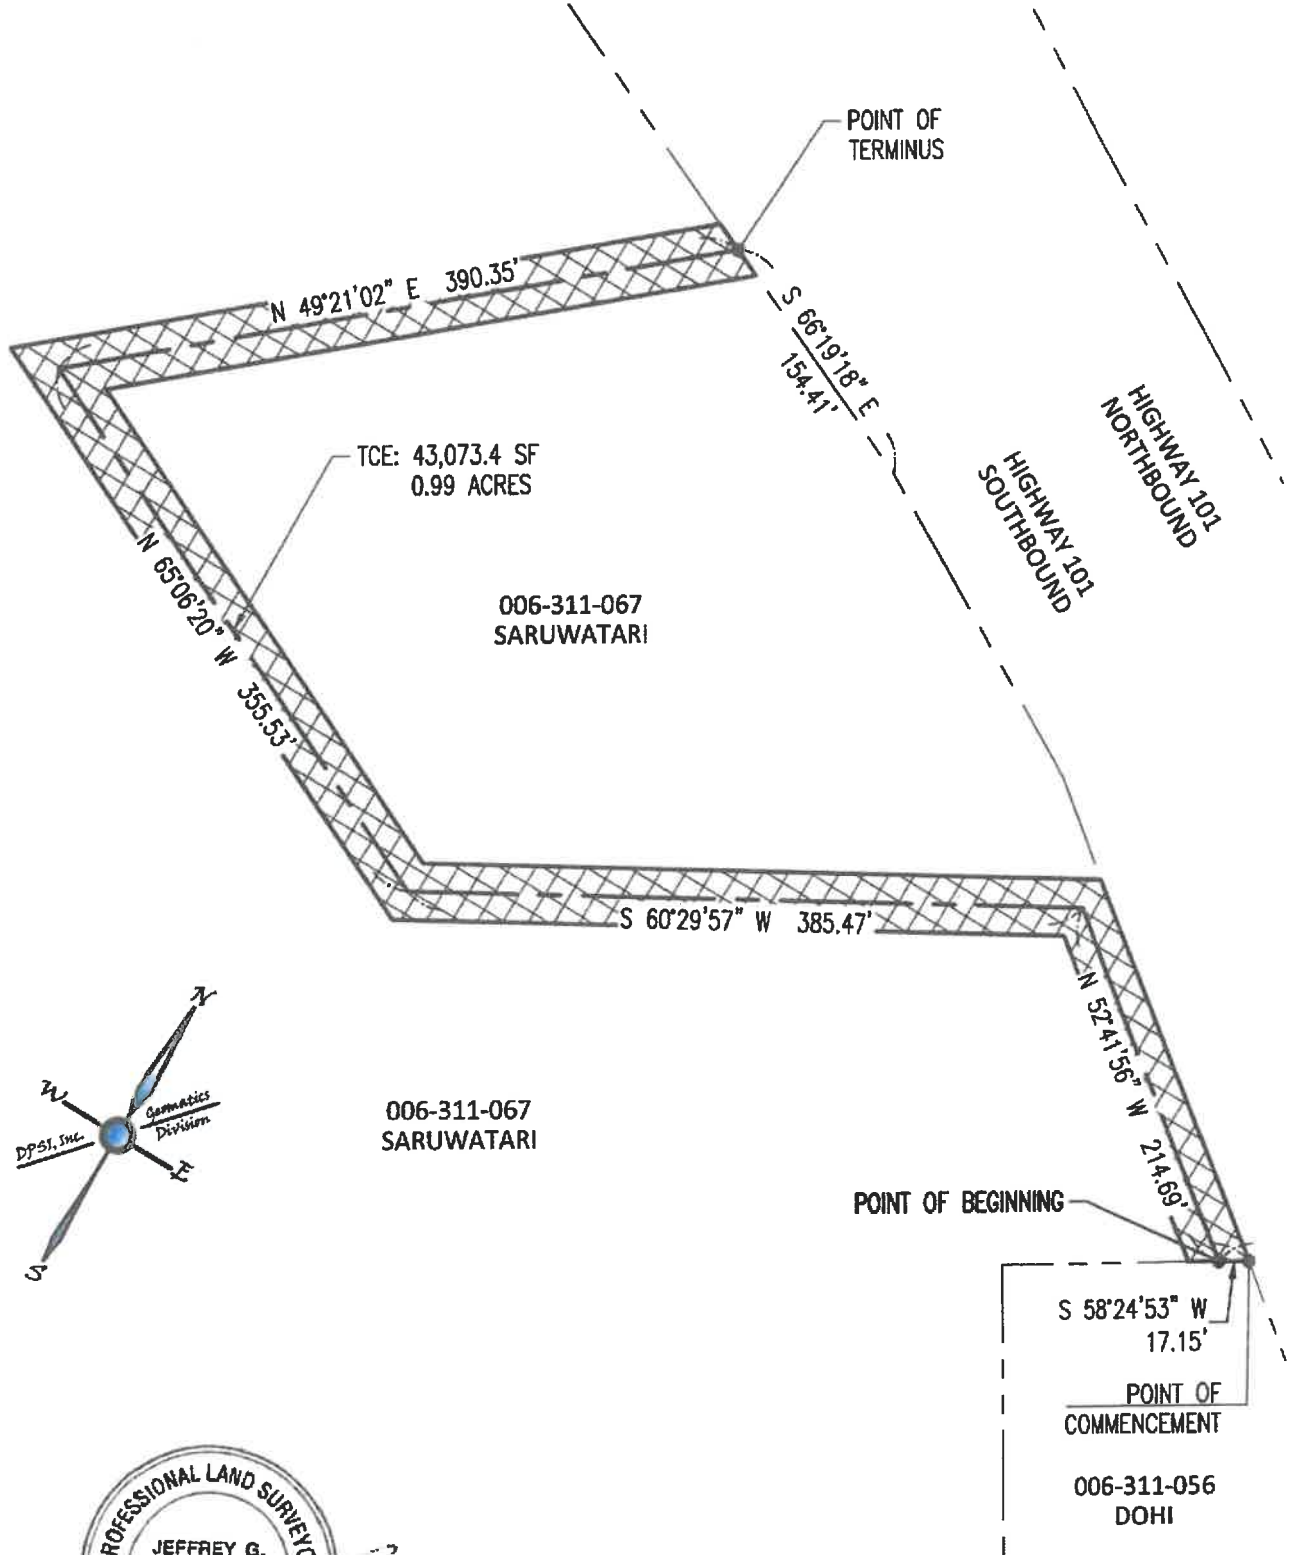 POINT OF
TERMINUS
N 49°21'02" E 390.35'
S 66°19'18" E
154.41'
HIGHWAY 101
NORTHBOUND
HIGHWAY 101
SOUTHBOUND
TCE: 43,073.4 SF
0.99 ACRES
N 65°06'20" W 355.53'
006-311-067
SARUWATARI
S 60°29'57" W 385.47'
N 52°41'56" W 214.69'
N
W
E
S
DPSI, Inc.
Geomatics
Division
006-311-067
SARUWATARI
POINT OF BEGINNING
S 58°24'53" W
17.15'
POINT OF
COMMENCEMENT
006-311-056
DOHI
PROFESSIONAL LAND SURVEYOR
JEFFREY G.